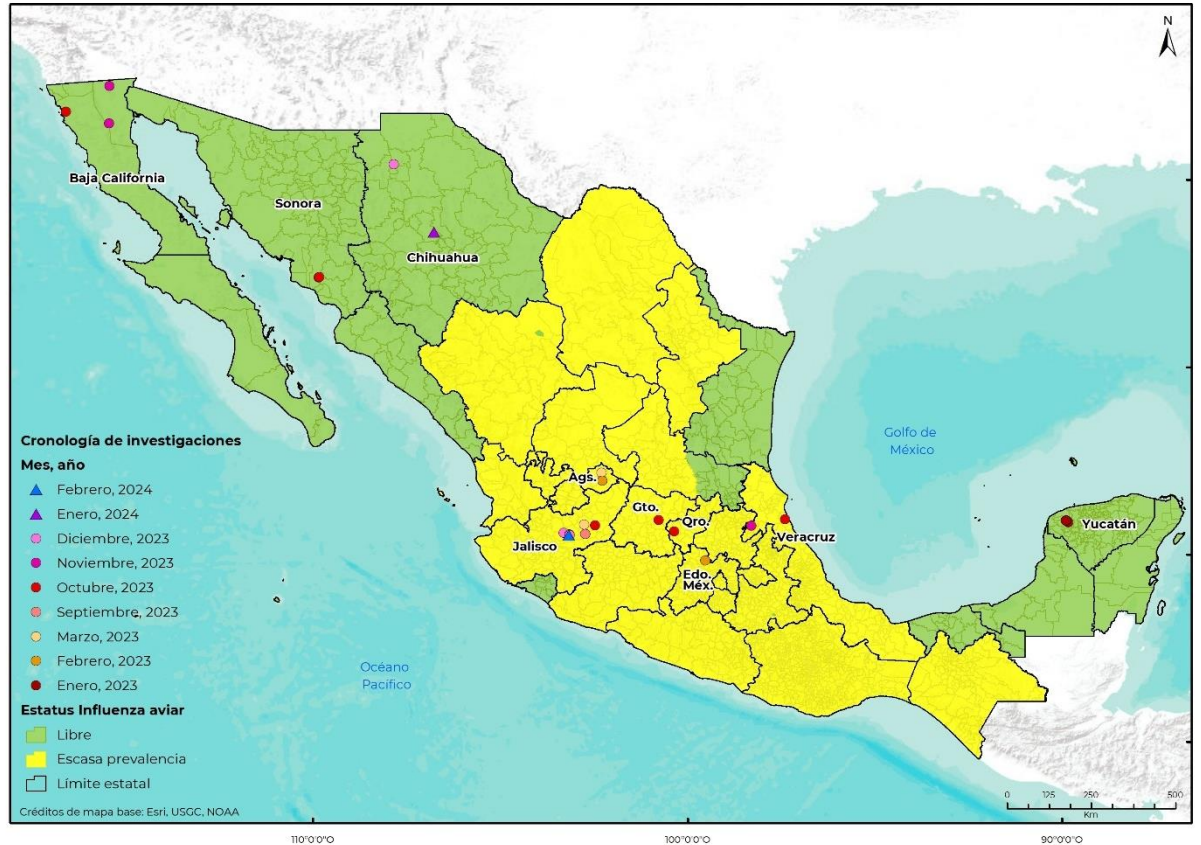 N
Baja California
Sonora
Chihuahua
Golfo de
México
Cronología de investigaciones
Mes, año
Febrero, 2024
Enero, 2024
Diciembre, 2023
Noviembre, 2023
Octubre, 2023
Septiembre, 2023
Marzo, 2023
Febrero, 2023
Enero, 2023
Estatus Influenza aviar
Libre
Escasa prevalencia
Límite estatal
Créditos de mapa base: Esri, USGC, NOAA
Ags.
Gto.
Qro.
Jalisco
Veracruz
Yucatán
Edo.
Méx.
Océano
Pacífico
0 125 250 500
Km
110°0'0"O 100°0'0"O 90°0'0"O